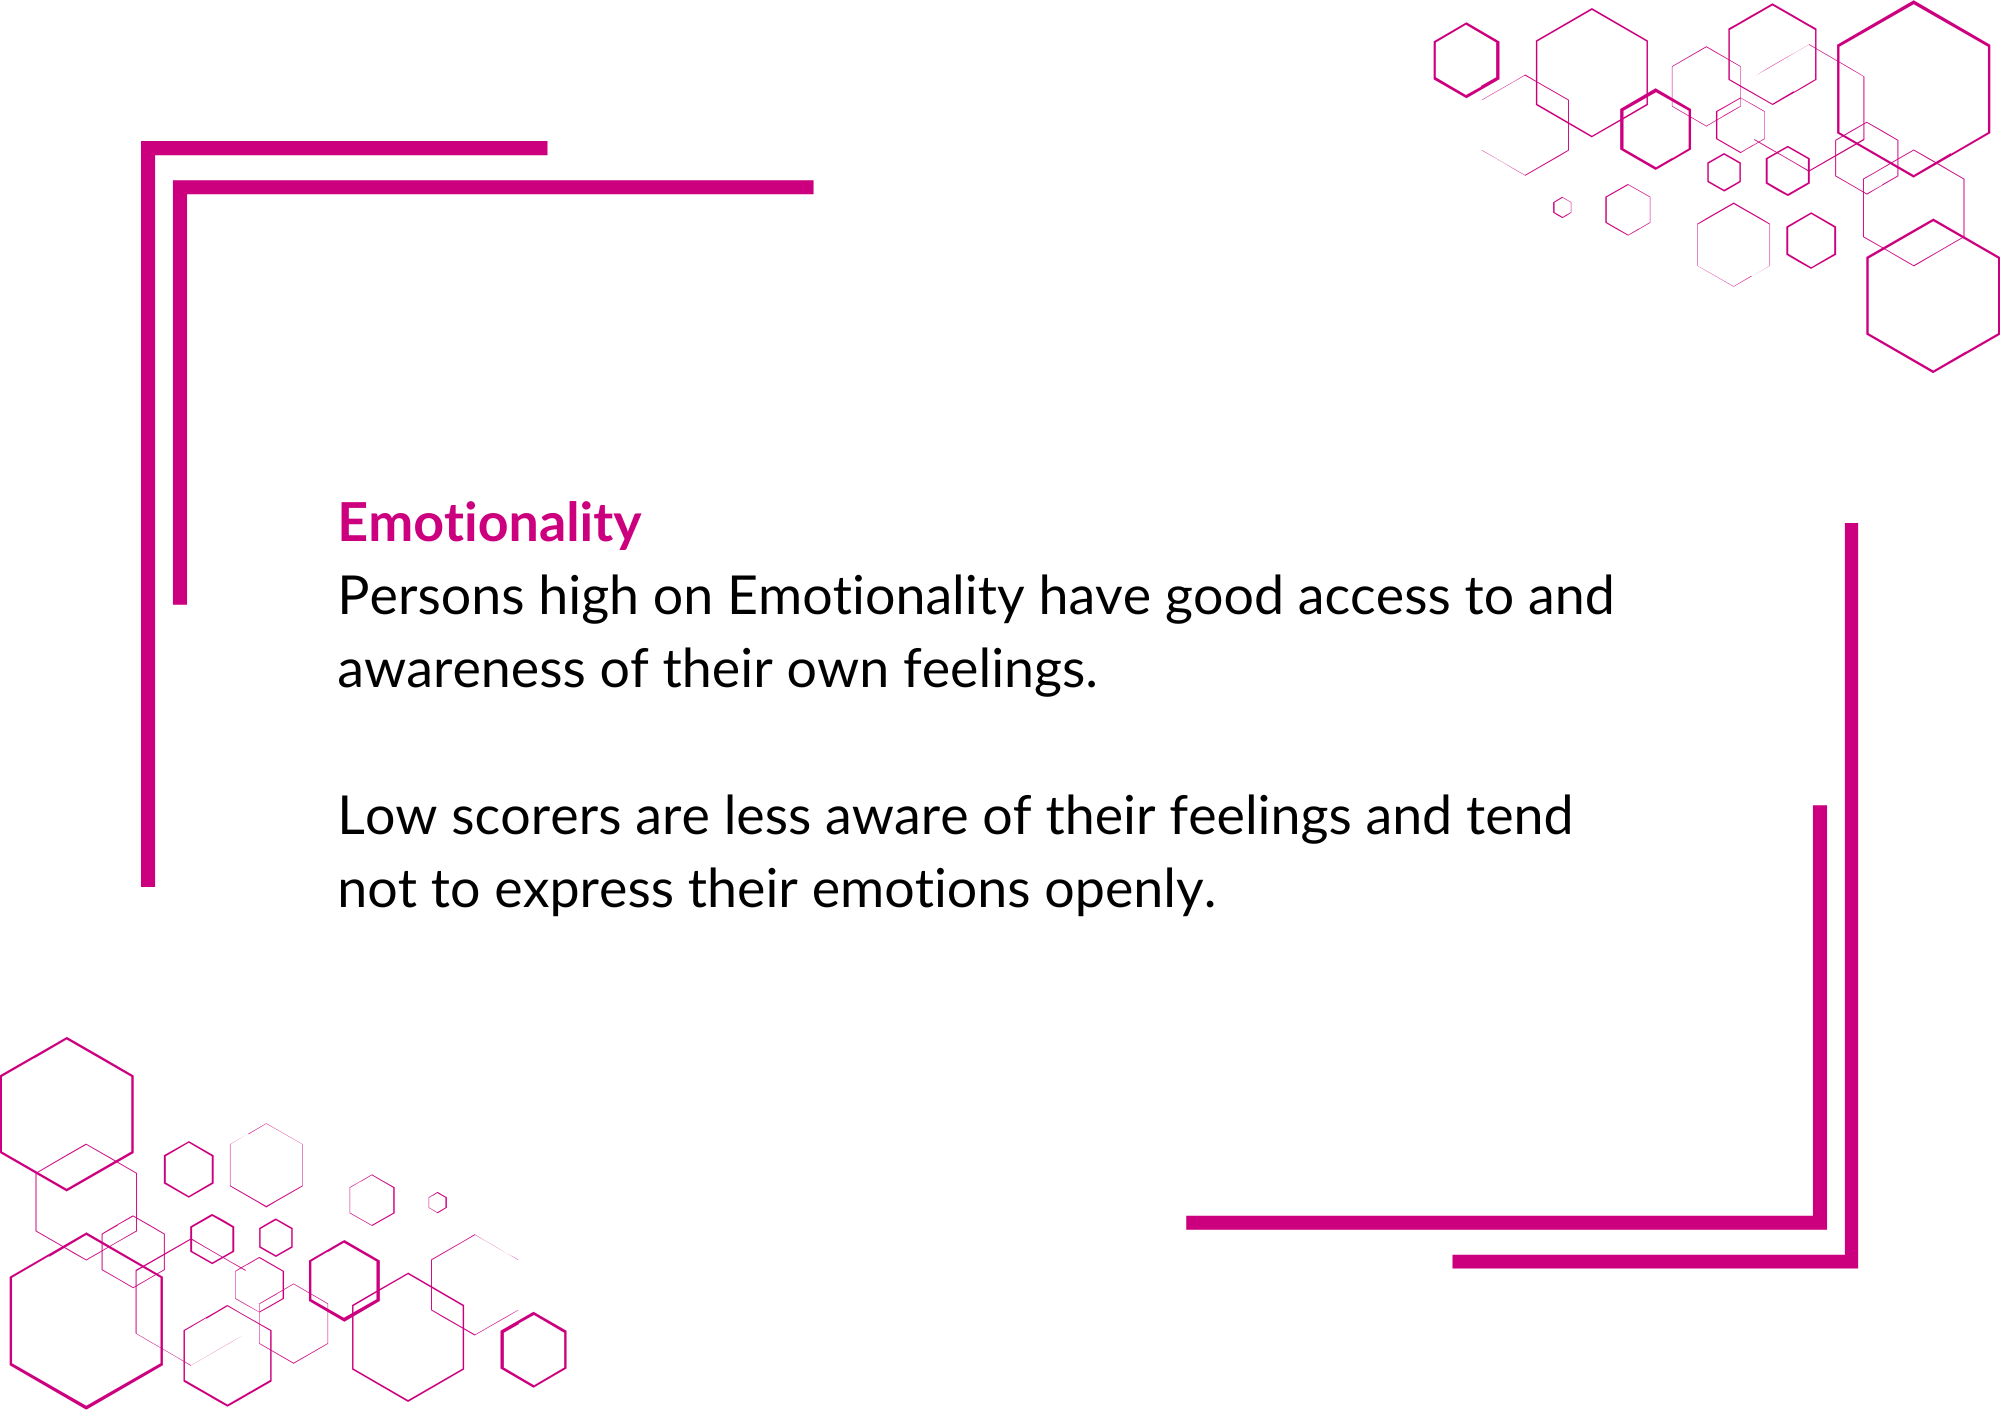 Emotionality
Persons high on Emotionality have good access to and
awareness of their own feelings.
Low scorers are less aware of their feelings and tend
not to express their emotions openly.